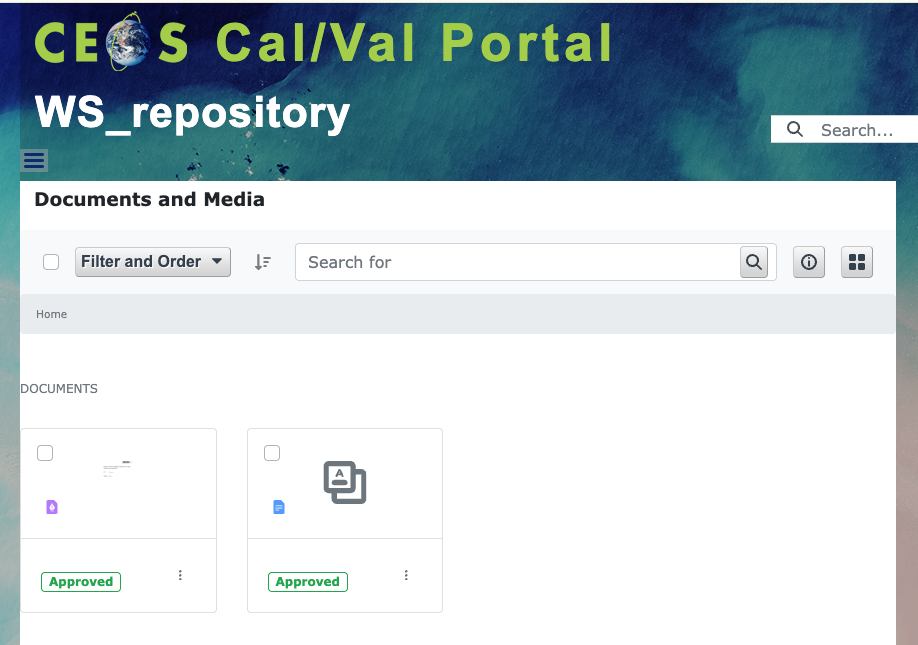 CEOS Cal/Val Portal
WS_repository
Search...
Documents and Media
Filter and Order
Search for
Home
DOCUMENTS
A
Approved
Approved